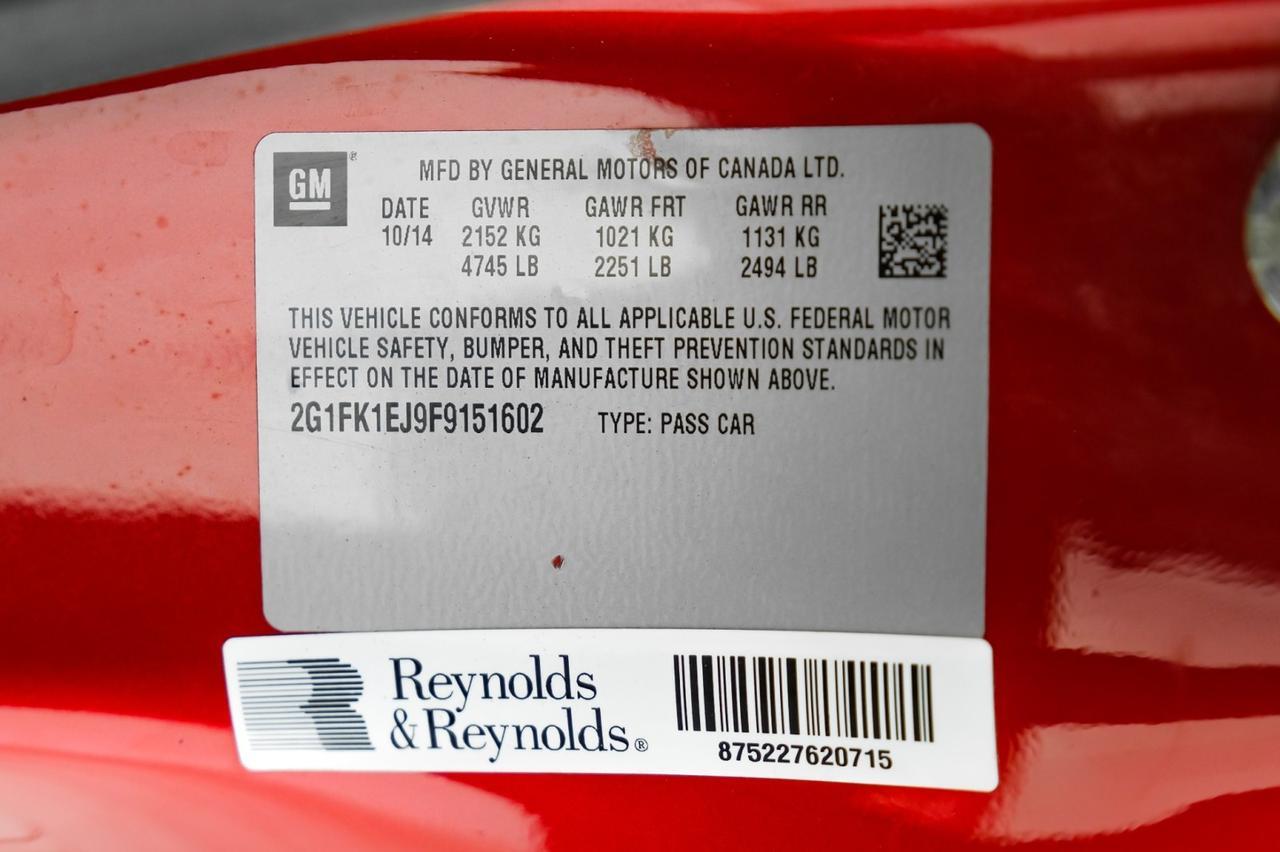 GM®
MFD BY GENERAL MOTORS OF CANADA LTD.
DATE GVWR GAWR FRT GAWR RR
10/14 2152 KG 1021 KG 1131 KG
4745 LB 2251 LB 2494 LB
THIS VEHICLE CONFORMS TO ALL APPLICABLE U.S. FEDERAL MOTOR
VEHICLE SAFETY, BUMPER, AND THEFT PREVENTION STANDARDS IN
EFFECT ON THE DATE OF MANUFACTURE SHOWN ABOVE.
2G1FK1EJ9F9151602 TYPE: PASS CAR
Reynolds
&Reynolds®
875227620715